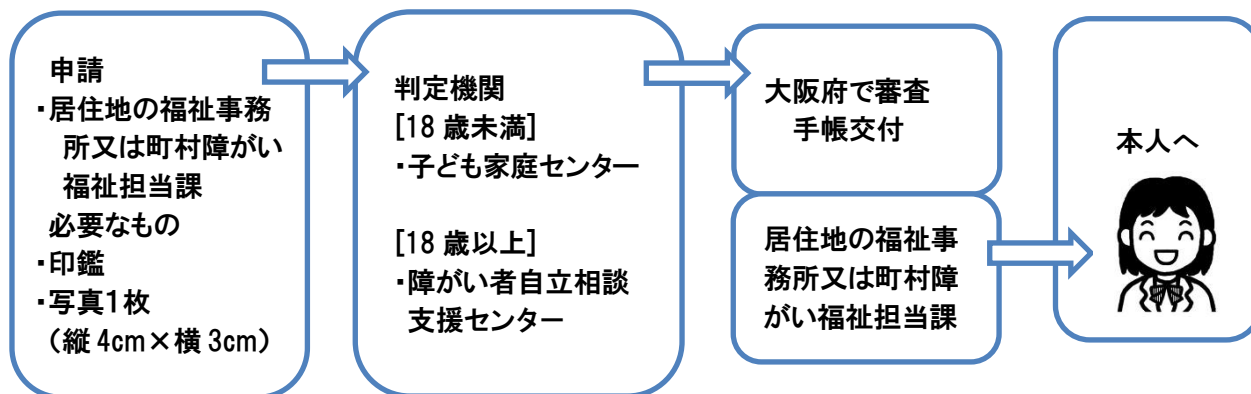 申請
・居住地の福祉事務
所又は町村障がい
福祉担当課
必要なもの
・印鑑
・写真1枚
(縦 4cm×横 3cm)
判定機関
[18 歳未満]
・子ども家庭センター
[18 歳以上]
・障がい者自立相談
支援センター
大阪府で審査
手帳交付
居住地の福祉事
務所又は町村障
がい福祉担当課
本人へ